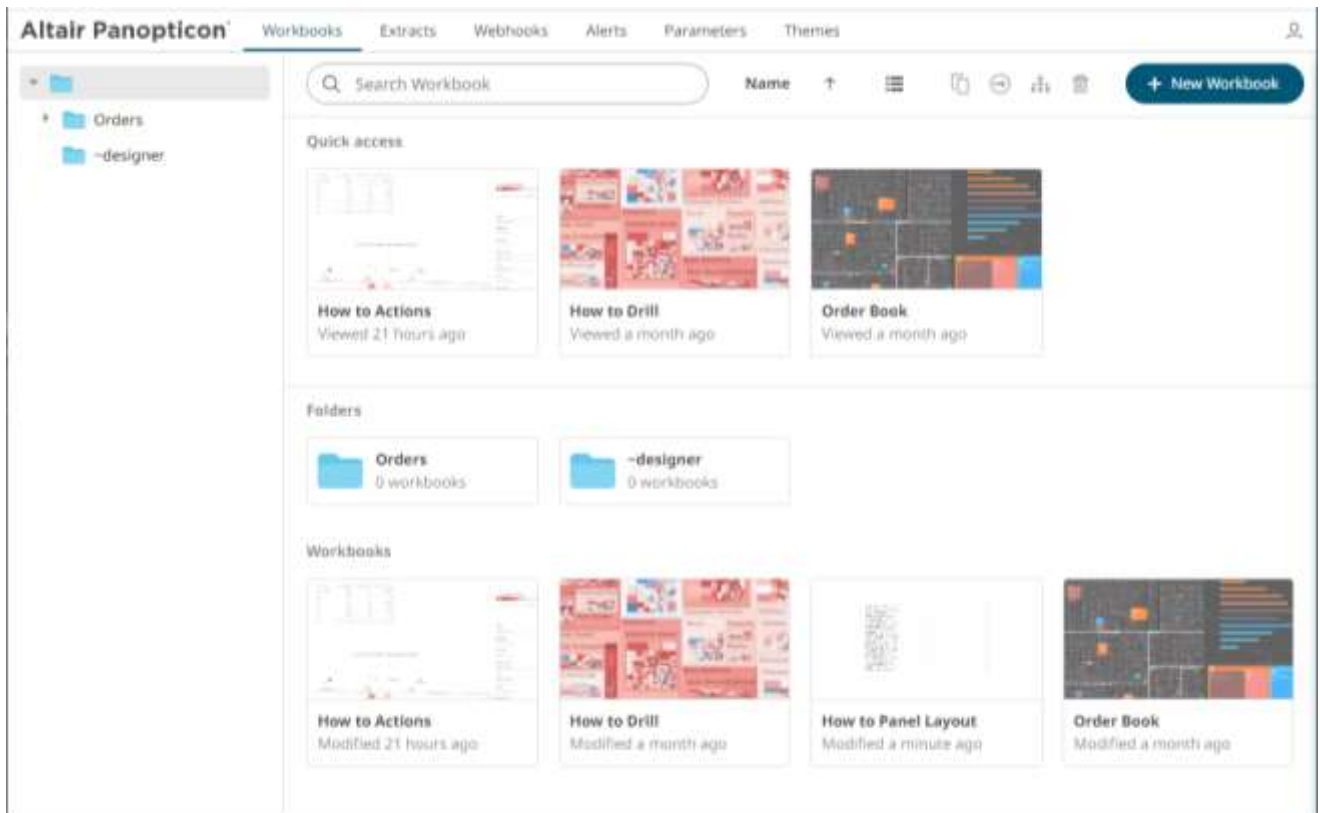 Altair Panopticon Workbooks Extracts Webhooks Alerts Parameters Themes
Search Workbook Name + New Workbook
Orders
~designer
Quick access
How to Actions How to Drill Order Book
Viewed 21 hours ago Viewed a month ago Viewed a month ago
Folders
Orders ~designer
0 workbooks 0 workbooks
Workbooks
How to Actions How to Drill How to Panel Layout Order Book
Modified 21 hours ago Modified a month ago Modified a minute ago Modified a month ago